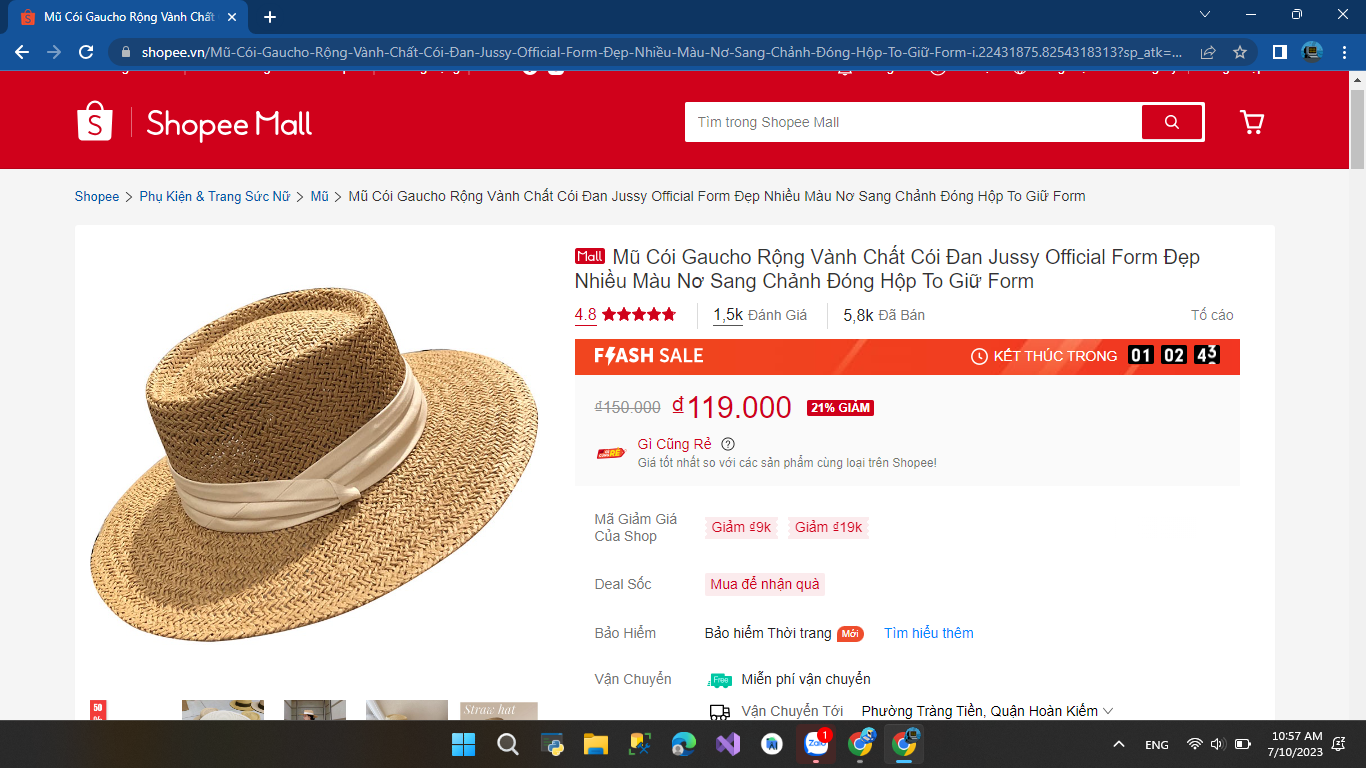 Mũ Cói Gaucho Rộng Vành Chất
shopee.vn/Mũ-Cói-Gaucho-Rộng-Vành-Chất-Cói-Đan-Jussy-Official-Form-Đẹp-Nhiều-Màu-Nơ-Sang-Chảnh-Đóng-Hộp-To-Giữ-Form-i.22431875.8254318313?sp_atk=...
Shopee Mall
Tìm trong Shopee Mall
Shopee > Phụ Kiện & Trang Sức Nữ > Mũ > Mũ Cói Gaucho Rộng Vành Chất Cói Đan Jussy Official Form Đẹp Nhiều Màu Nơ Sang Chảnh Đóng Hộp To Giữ Form
Mall Mũ Cói Gaucho Rộng Vành Chất Cói Đan Jussy Official Form Đẹp
Nhiều Màu Nơ Sang Chảnh Đóng Hộp To Giữ Form
4.8 1,5k Đánh Giá 5,8k Đã Bán Tố cáo
FLASH SALE KẾT THÚC TRONG 01 02 43
₫150.000 ₫119.000 21% GIẢM
Gì Cũng Rẻ
Giá tốt nhất so với các sản phẩm cùng loại trên Shopee!
Mã Giảm Giá
Của Shop
Giảm ₫9k Giảm ₫19k
Deal Sốc Mua để nhận quà
Bảo Hiểm Bảo hiểm Thời trang Mới Tìm hiểu thêm
Vận Chuyển Free Miễn phí vận chuyển
Vận Chuyển Tới Phường Tràng Tiền, Quận Hoàn Kiếm
50
Straw hat
Zalo 1
ENG
10:57 AM
7/10/2023